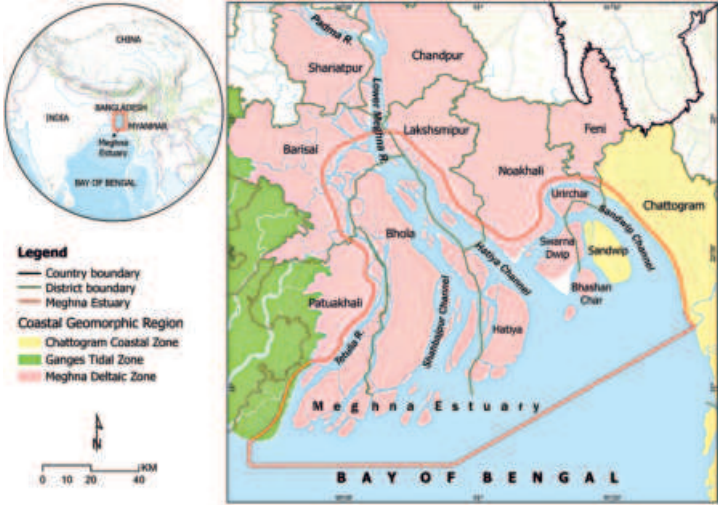 CHINA
INDIA
BANGLADESH
MYANMAR
Meghna
Estuary
BAY OF BENGAL
Legend
Country boundary
District boundary
Meghna Estuary
Coastal Geomorphic Region
Chattogram Coastal Zone
Ganges Tidal Zone
Meghna Deltaic Zone
N
0 10 20 40 KM
Padma R.
Shariatpur
Chandpur
Lower Meghna R.
Lakshsmipur
Feni
Barisal
Noakhali
Urirchar
Chattogram
Sandwip Channel
Bhola
Hatiya Channel
Swarna
Dwip
Sandwip
Bhashan
Char
Patuakhali
Shahbajpur Channel
Hatiya
Tetulia R.
Meghna Estuary
BAY OF BENGAL